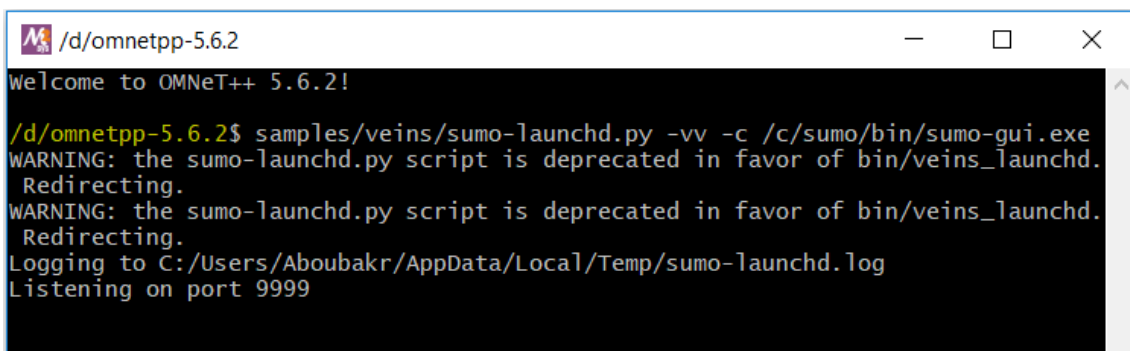 /d/omnetpp-5.6.2
Welcome to OMNeT++ 5.6.2!
/d/omnetpp-5.6.2$ samples/veins/sumo-launchd.py -vv -c /c/sumo/bin/sumo-gui.exe
WARNING: the sumo-launchd.py script is deprecated in favor of bin/veins_launchd.
Redirecting.
WARNING: the sumo-launchd.py script is deprecated in favor of bin/veins_launchd.
Redirecting.
Logging to C:/Users/Aboubakr/AppData/Local/Temp/sumo-launchd.log
Listening on port 9999